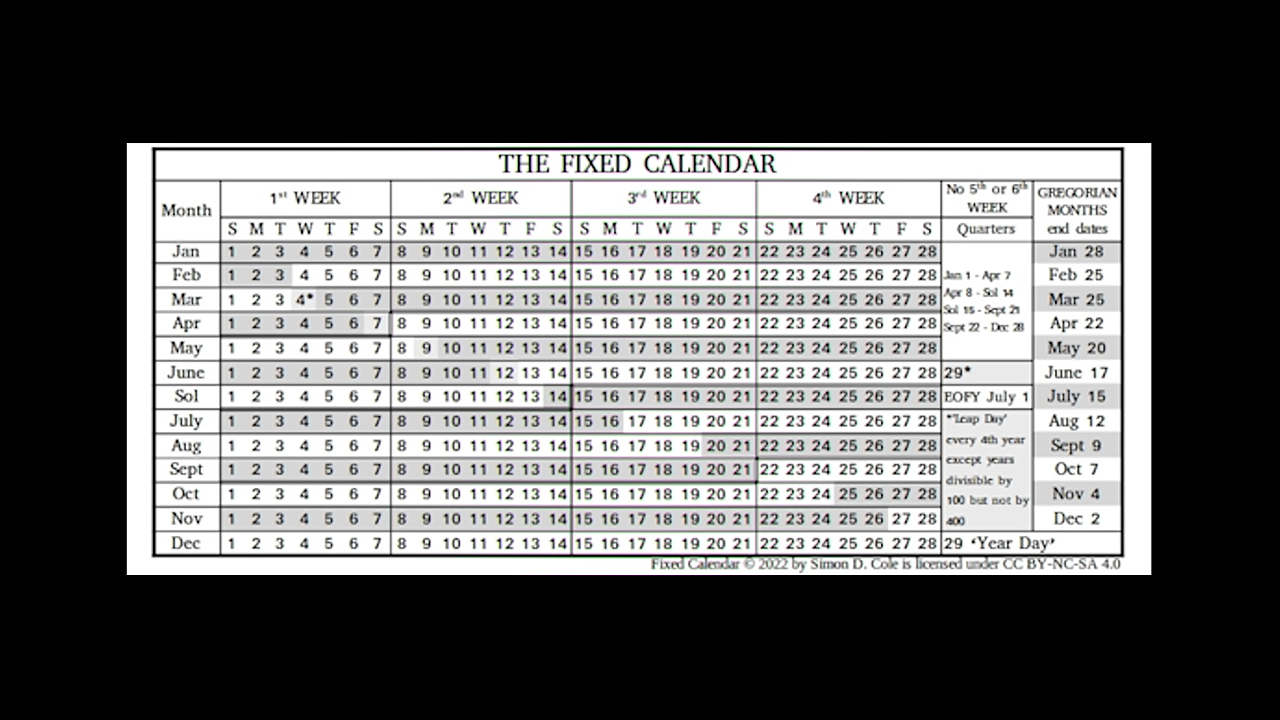 THE FIXED CALENDAR
Month 1st WEEK 2nd WEEK 3rd WEEK 4th WEEK No 5th or 6th WEEK GREGORIAN MONTHS end dates
S M T W T F S S M T W T F S S M T W T F S S M T W T F S Quarters
Jan 1 2 3 4 5 6 7 8 9 10 11 12 13 14 15 16 17 18 19 20 21 22 23 24 25 26 27 28 Jan 28
Feb 1 2 3 4 5 6 7 8 9 10 11 12 13 14 15 16 17 18 19 20 21 22 23 24 25 26 27 28 Jan 1 - Apr 7 Feb 25
Mar 1 2 3 4* 5 6 7 8 9 10 11 12 13 14 15 16 17 18 19 20 21 22 23 24 25 26 27 28 Apr 8 - Sol 14 Mar 25
Sol 15 - Sept 21
Apr 1 2 3 4 5 6 7 8 9 10 11 12 13 14 15 16 17 18 19 20 21 22 23 24 25 26 27 28 Sept 22 - Dec 28 Apr 22
May 1 2 3 4 5 6 7 8 9 10 11 12 13 14 15 16 17 18 19 20 21 22 23 24 25 26 27 28 May 20
June 1 2 3 4 5 6 7 8 9 10 11 12 13 14 15 16 17 18 19 20 21 22 23 24 25 26 27 28 29* June 17
Sol 1 2 3 4 5 6 7 8 9 10 11 12 13 14 15 16 17 18 19 20 21 22 23 24 25 26 27 28 EOFY July 1 July 15
July 1 2 3 4 5 6 7 8 9 10 11 12 13 14 15 16 17 18 19 20 21 22 23 24 25 26 27 28 *'Leap Day' Aug 12
Aug 1 2 3 4 5 6 7 8 9 10 11 12 13 14 15 16 17 18 19 20 21 22 23 24 25 26 27 28 every 4th year Sept 9
Sept 1 2 3 4 5 6 7 8 9 10 11 12 13 14 15 16 17 18 19 20 21 22 23 24 25 26 27 28 except years Oct 7
divisible by
Oct 1 2 3 4 5 6 7 8 9 10 11 12 13 14 15 16 17 18 19 20 21 22 23 24 25 26 27 28 100 but not by Nov 4
Nov 1 2 3 4 5 6 7 8 9 10 11 12 13 14 15 16 17 18 19 20 21 22 23 24 25 26 27 28 400 Dec 2
Dec 1 2 3 4 5 6 7 8 9 10 11 12 13 14 15 16 17 18 19 20 21 22 23 24 25 26 27 28 29 ‘Year Day’
Fixed Calendar © 2022 by Simon D. Cole is licensed under CC BY-NC-SA 4.0